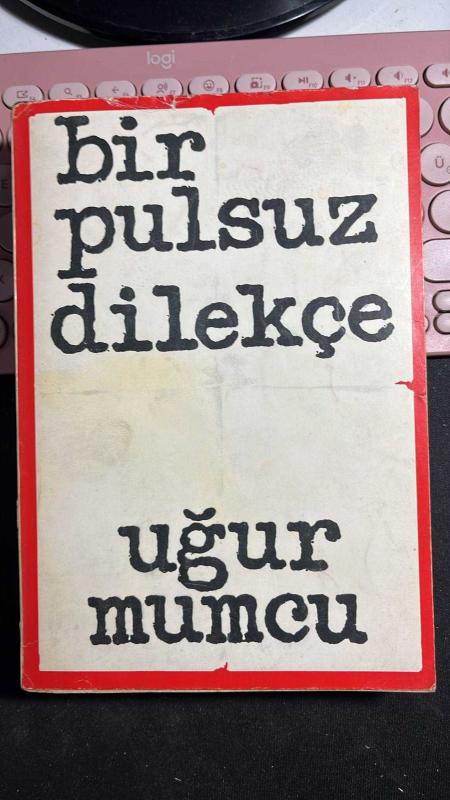 logi
bir
pulsuz
dilekçe
uğur
mumcu